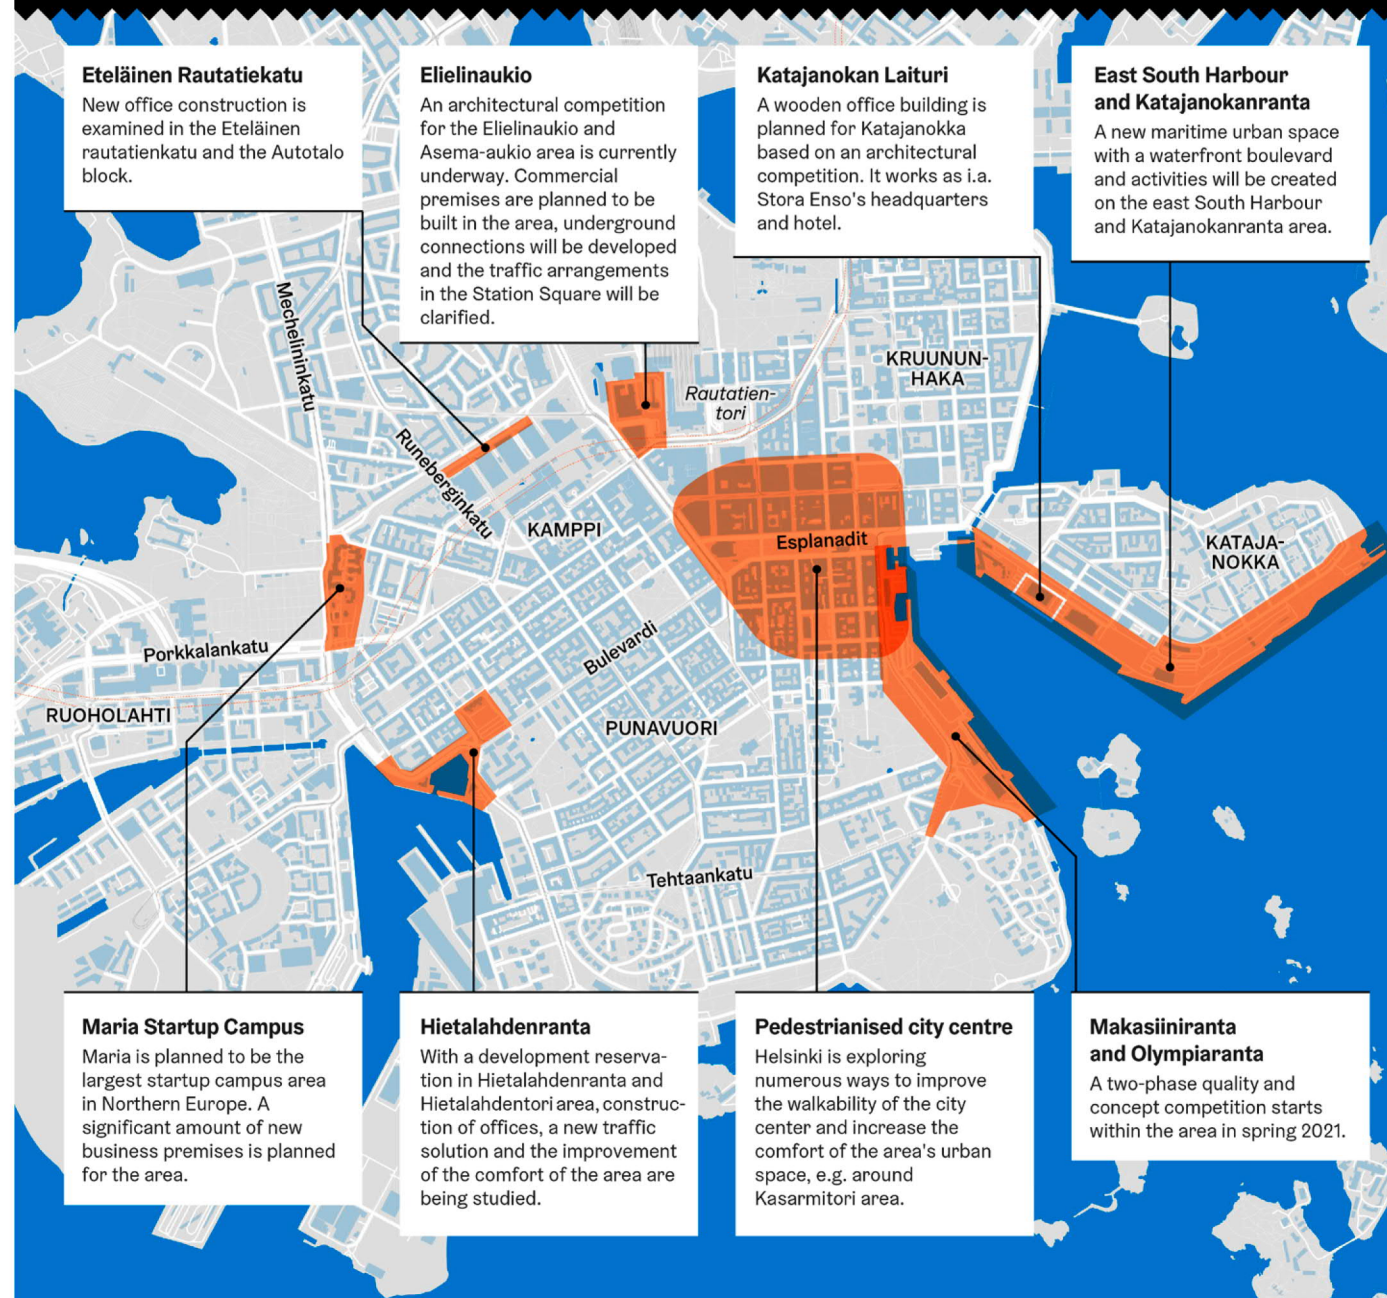 Eteläinen Rautatiekatu
New office construction is
examined in the Eteläinen
rautatienkatu and the Autotalo
block.
Elielinaukio
An architectural competition
for the Elielinaukio and
Asema-aukio area is currently
underway. Commercial
premises are planned to be
built in the area, underground
connections will be developed
and the traffic arrangements
in the Station Square will be
clarified.
Katajanokan Laituri
A wooden office building is
planned for Katajanokka
based on an architectural
competition. It works as i.a.
Stora Enso's headquarters
and hotel.
East South Harbour
and Katajanokanranta
A new maritime urban space
with a waterfront boulevard
and activities will be created
on the east South Harbour
and Katajanokanranta area.
Mechelininkatu
Runeberginkatu
Rautatien-
tori
KRUUNUN-
HAKA
KAMPPI
Esplanadit
KATAJA-
NOKKA
Porkkalankatu
Bulevardi
RUOHOLAHTI
PUNAVUORI
Tehtaankatu
Maria Startup Campus
Maria is planned to be the
largest startup campus area
in Northern Europe. A
significant amount of new
business premises is planned
for the area.
Hietalahdenranta
With a development reserva-
tion in Hietalahdenranta and
Hietalahdentori area, construc-
tion of offices, a new traffic
solution and the improvement
of the comfort of the area are
being studied.
Pedestrianised city centre
Helsinki is exploring
numerous ways to improve
the walkability of the city
center and increase the
comfort of the area's urban
space, e.g. around
Kasarmitori area.
Makasiiniranta
and Olympiaranta
A two-phase quality and
concept competition starts
within the area in spring 2021.